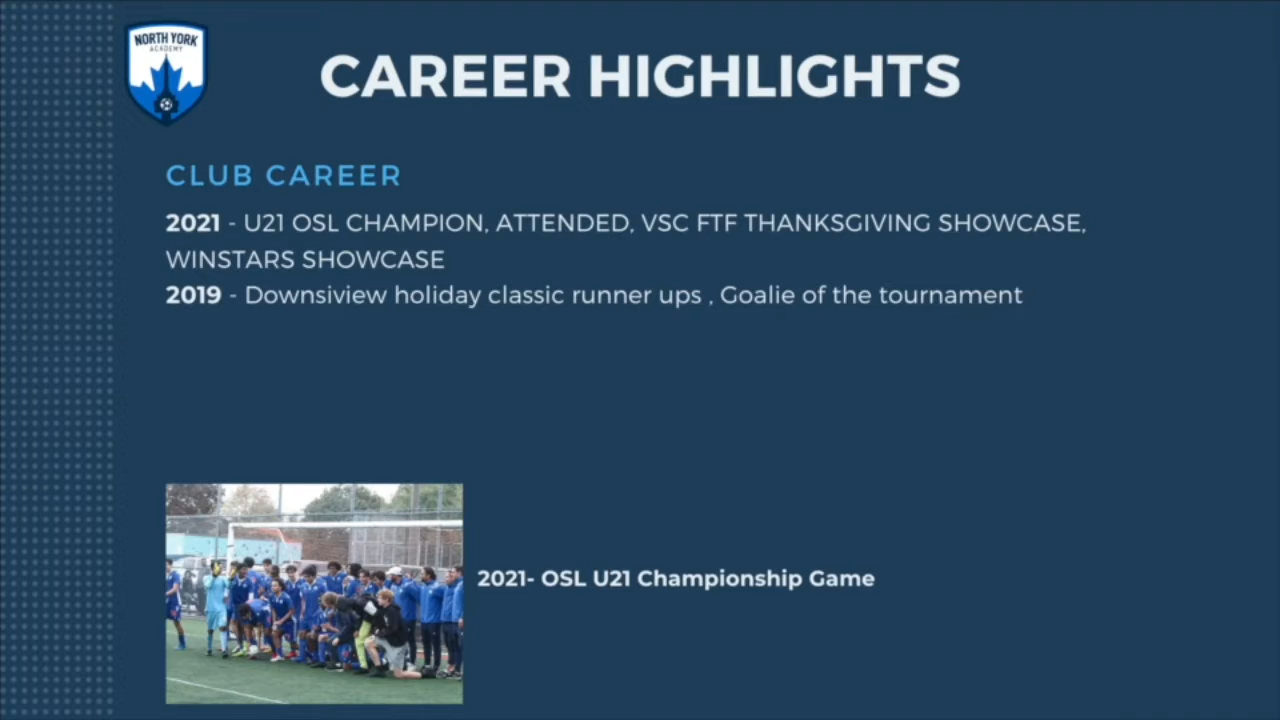 NORTH YORK
ACADEMY
CAREER HIGHLIGHTS
CLUB CAREER
2021 - U21 OSL CHAMPION, ATTENDED, VSC FTF THANKSGIVING SHOWCASE,
WINSTARS SHOWCASE
2019 - Downsiview holiday classic runner ups , Goalie of the tournament
2021- OSL U21 Championship Game